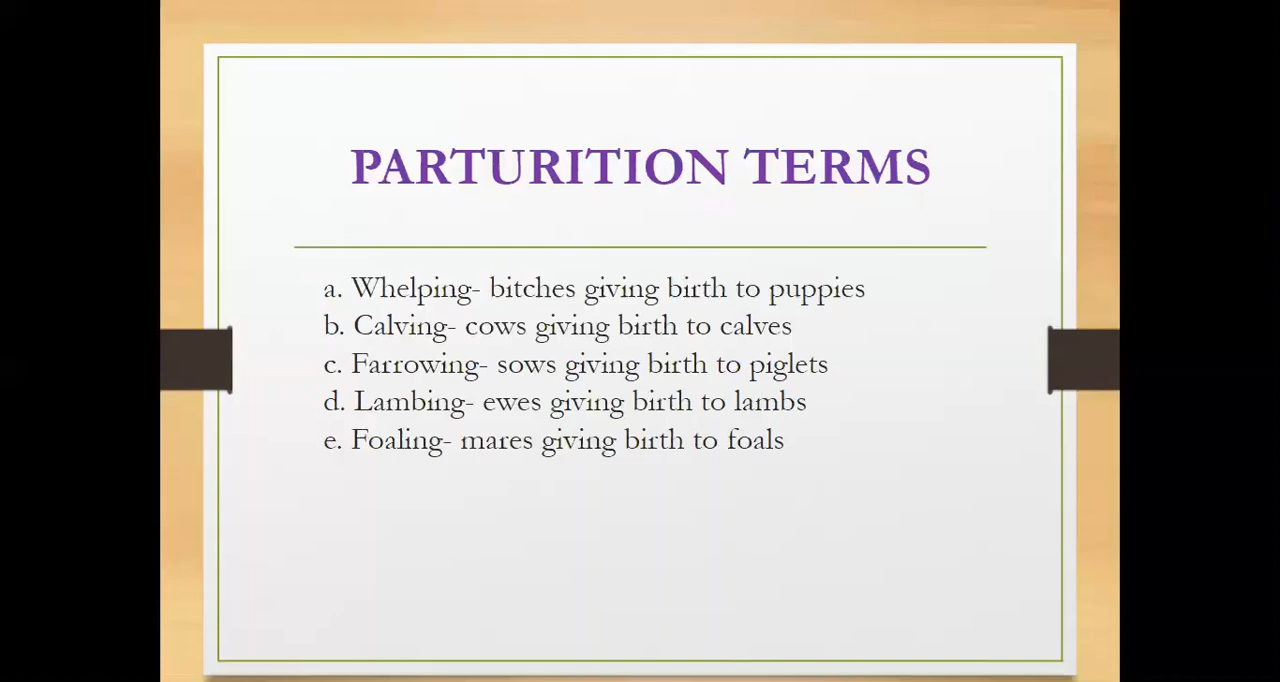 PARTURITION TERMS
a. Whelping- bitches giving birth to puppies
b. Calving- cows giving birth to calves
c. Farrowing- sows giving birth to piglets
d. Lambing- ewes giving birth to lambs
e. Foaling- mares giving birth to foals